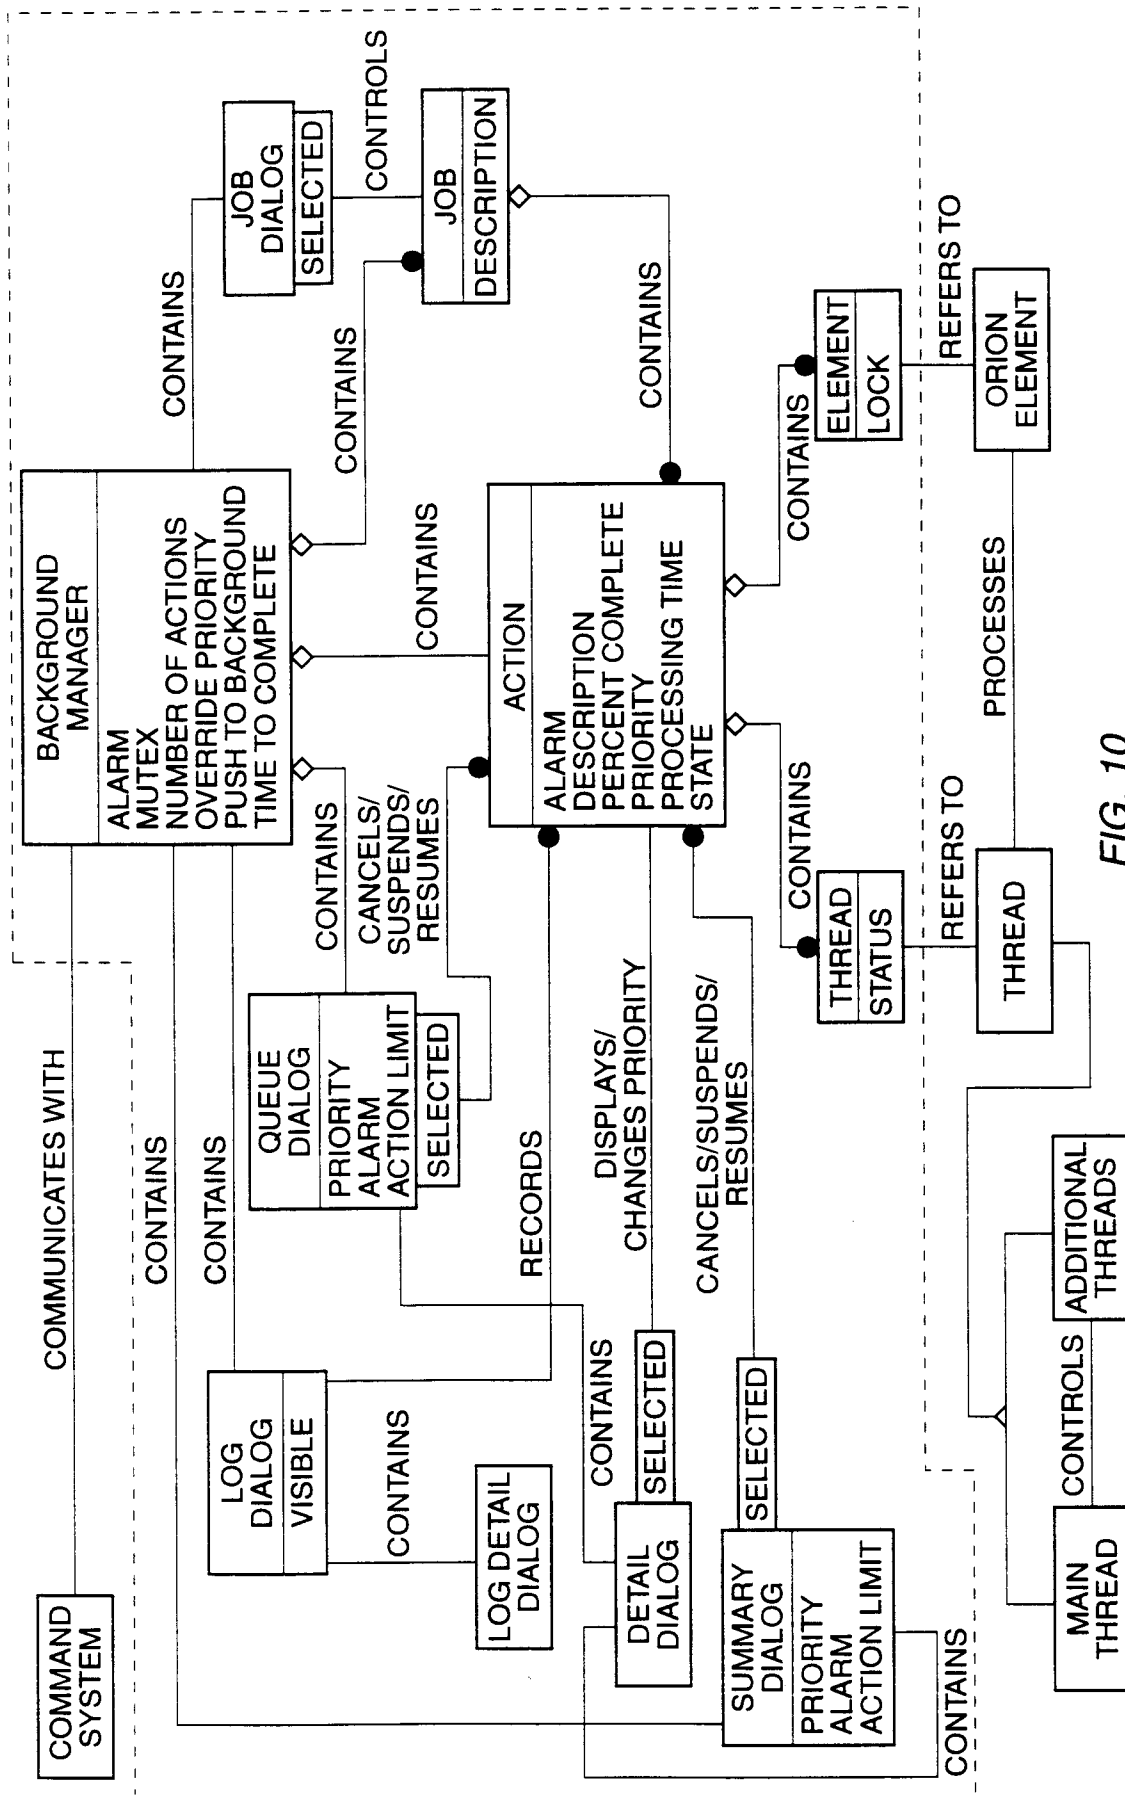 COMMAND
SYSTEM
COMMUNICATES WITH
BACKGROUND
MANAGER
ALARM
MUTEX
NUMBER OF ACTIONS
OVERRIDE PRIORITY
PUSH TO BACKGROUND
TIME TO COMPLETE
CONTAINS
JOB
DIALOG
SELECTED
CONTROLS
JOB
DESCRIPTION
CONTAINS
CONTAINS
CONTAINS
CONTAINS
CONTAINS
CONTAINS
LOG
DIALOG
VISIBLE
CONTAINS
LOG DETAIL
DIALOG
QUEUE
DIALOG
PRIORITY
ALARM
ACTION LIMIT
SELECTED
CANCELS/
SUSPENDS/
RESUMES
RECORDS
ACTION
ALARM
DESCRIPTION
PERCENT COMPLETE
PRIORITY
PROCESSING TIME
STATE
CONTAINS
DETAIL
DIALOG
SELECTED
DISPLAYS/
CHANGES PRIORITY
SUMMARY
DIALOG
PRIORITY
ALARM
ACTION LIMIT
SELECTED
CANCELS/SUSPENDS/
RESUMES
CONTAINS
CONTAINS
THREAD
STATUS
CONTAINS
ELEMENT
LOCK
REFERS TO
REFERS TO
THREAD
PROCESSES
ORION
ELEMENT
MAIN
THREAD
CONTROLS
ADDITIONAL
THREADS
FIG. 10